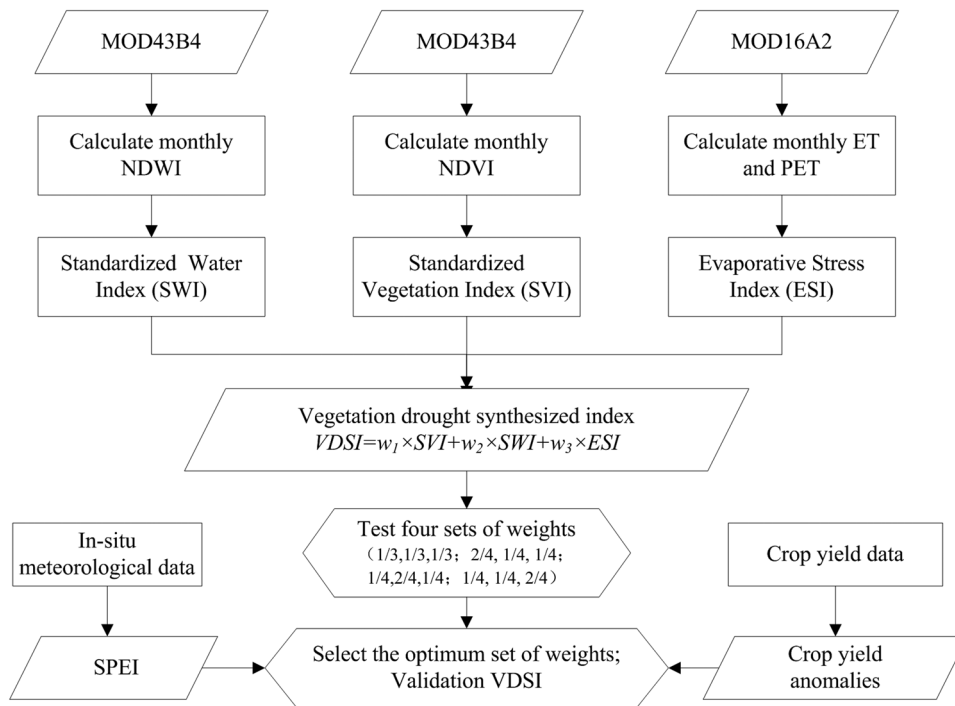 MOD43B4
MOD43B4
MOD16A2
Calculate monthly
NDWI
Calculate monthly
NDVI
Calculate monthly ET
and PET
Standardized Water
Index (SWI)
Standardized
Vegetation Index (SVI)
Evaporative Stress
Index (ESI)
Vegetation drought synthesized index
VDSI=w₁×SVI+w₂×SWI+w₃×ESI
Test four sets of weights
（1/3,1/3,1/3； 2/4, 1/4, 1/4；
1/4,2/4,1/4； 1/4, 1/4, 2/4）
In-situ
meteorological data
Crop yield data
SPEI
Select the optimum set of weights;
Validation VDSI
Crop yield
anomalies